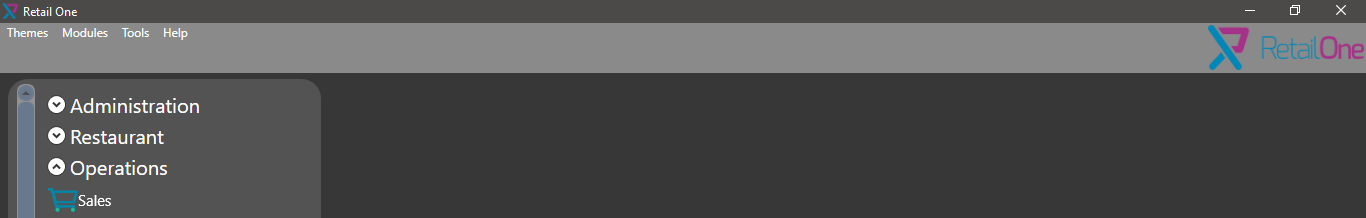 Retail One
Themes Modules Tools Help
RetailOne
Administration
Restaurant
Operations
Sales